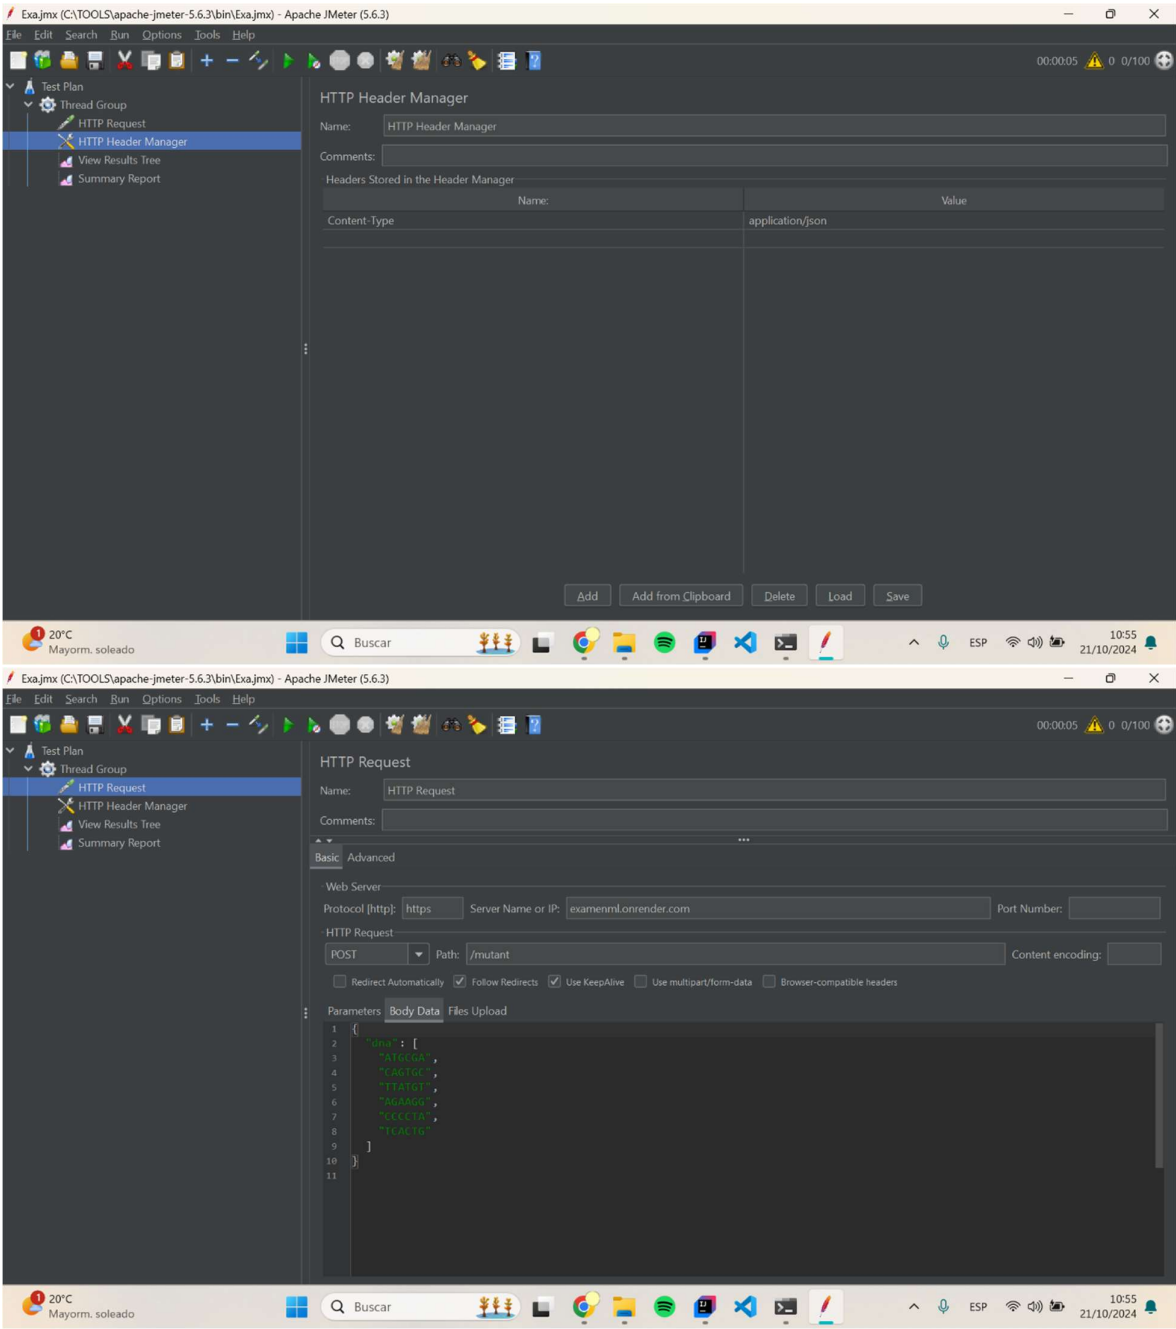 Exa.jmx (C:\TOOLS\apache-jmeter-5.6.3\bin\Exa.jmx) - Apache JMeter (5.6.3)
File Edit Search Run Options Tools Help
00:00:05 0 0/100
Test Plan
Thread Group
HTTP Request
HTTP Header Manager
View Results Tree
Summary Report
HTTP Header Manager
Name: HTTP Header Manager
Comments:
Headers Stored in the Header Manager
Name: Value
Content-Type application/json
Add Add from Clipboard Delete Load Save
1 20°C
Mayorm. soleado
Buscar
ESP
10:55
21/10/2024
Exa.jmx (C:\TOOLS\apache-jmeter-5.6.3\bin\Exa.jmx) - Apache JMeter (5.6.3)
File Edit Search Run Options Tools Help
00:00:05 0 0/100
Test Plan
Thread Group
HTTP Request
HTTP Header Manager
View Results Tree
Summary Report
HTTP Request
Name: HTTP Request
Comments:
Basic Advanced
Web Server
Protocol [http]: https Server Name or IP: examenml.onrender.com Port Number:
HTTP Request
POST Path: /mutant Content encoding:
Redirect Automatically Follow Redirects Use KeepAlive Use multipart/form-data Browser-compatible headers
Parameters Body Data Files Upload
1 {
2 "dna": [
3 "ATGCGA",
4 "CAGTGC",
5 "TTATGT",
6 "AGAAGG",
7 "CCCCTA",
8 "TCACTG"
9 ]
10 }
11
1 20°C
Mayorm. soleado
Buscar
ESP
10:55
21/10/2024